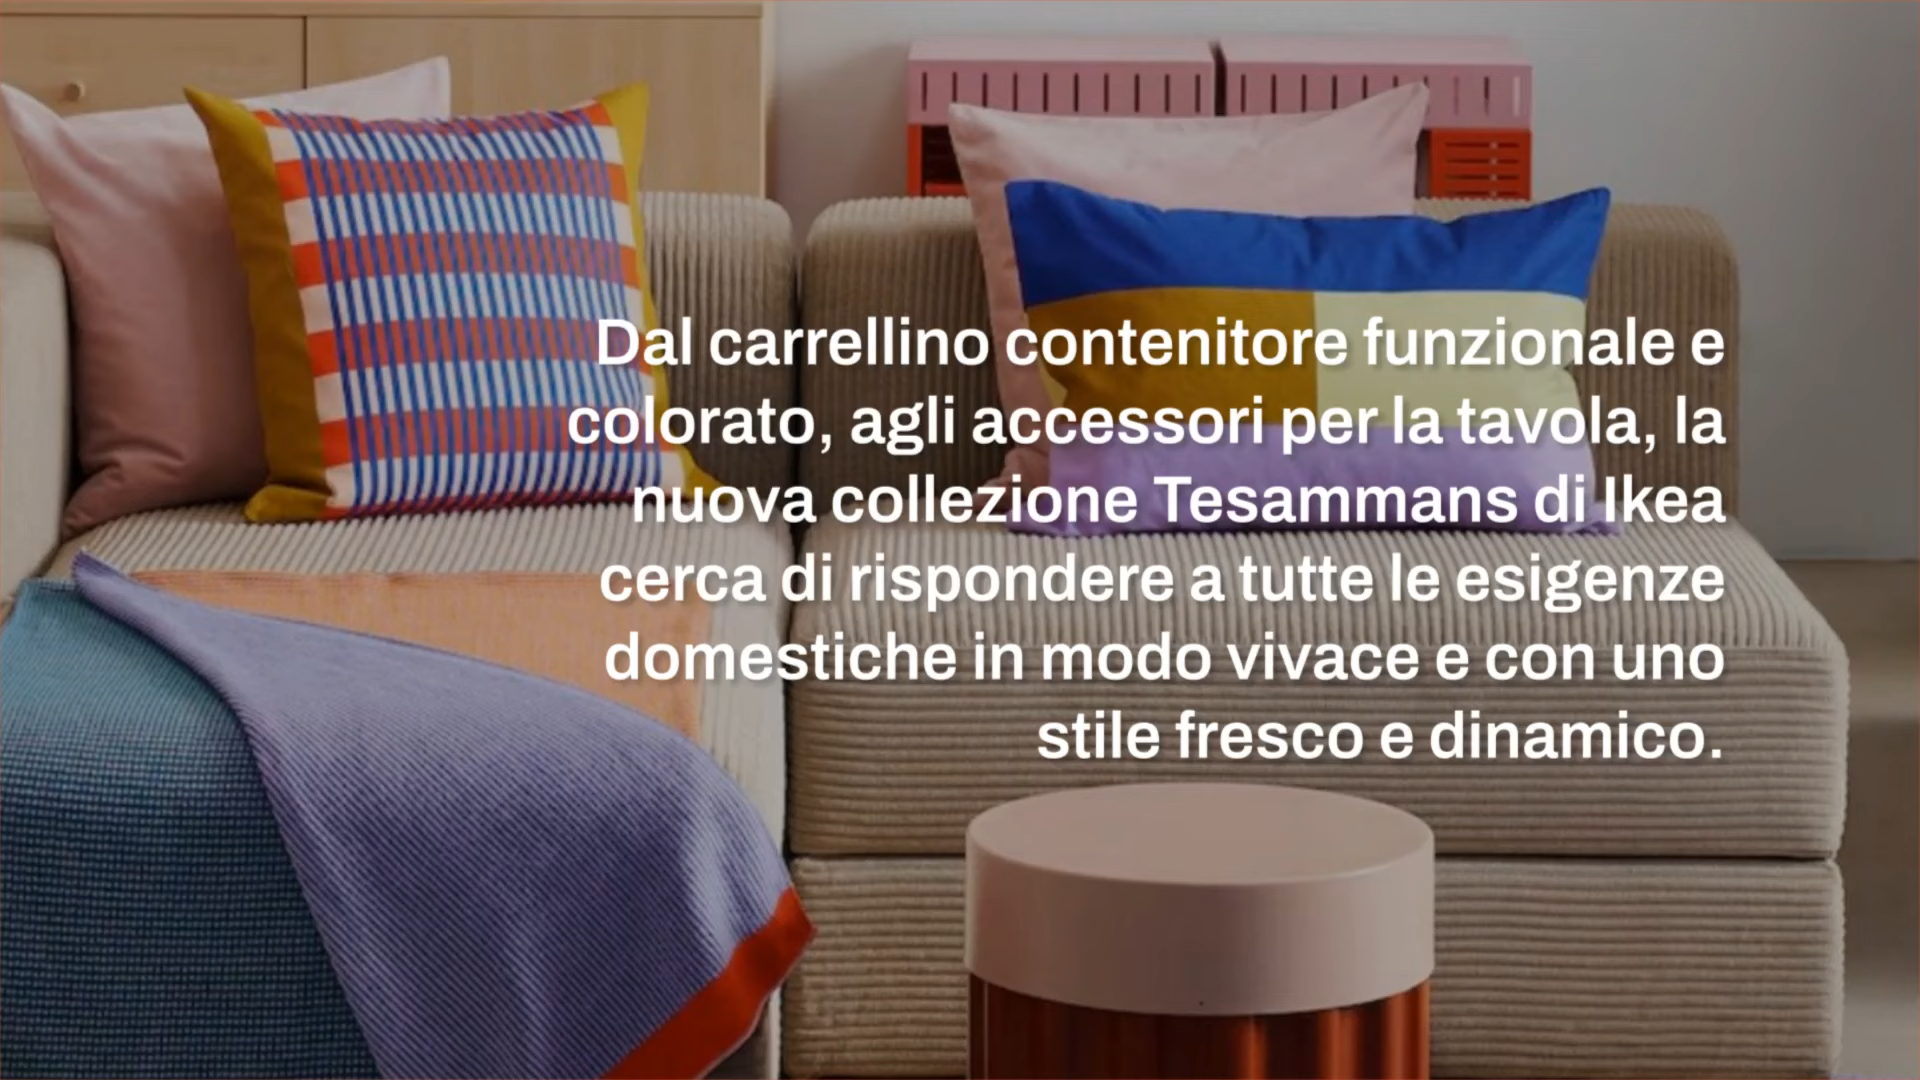 Dal carrellino contenitore funzionale e
colorato, agli accessori per la tavola, la
nuova collezione Tesammans di Ikea
cerca di rispondere a tutte le esigenze
domestiche in modo vivace e con uno
stile fresco e dinamico.